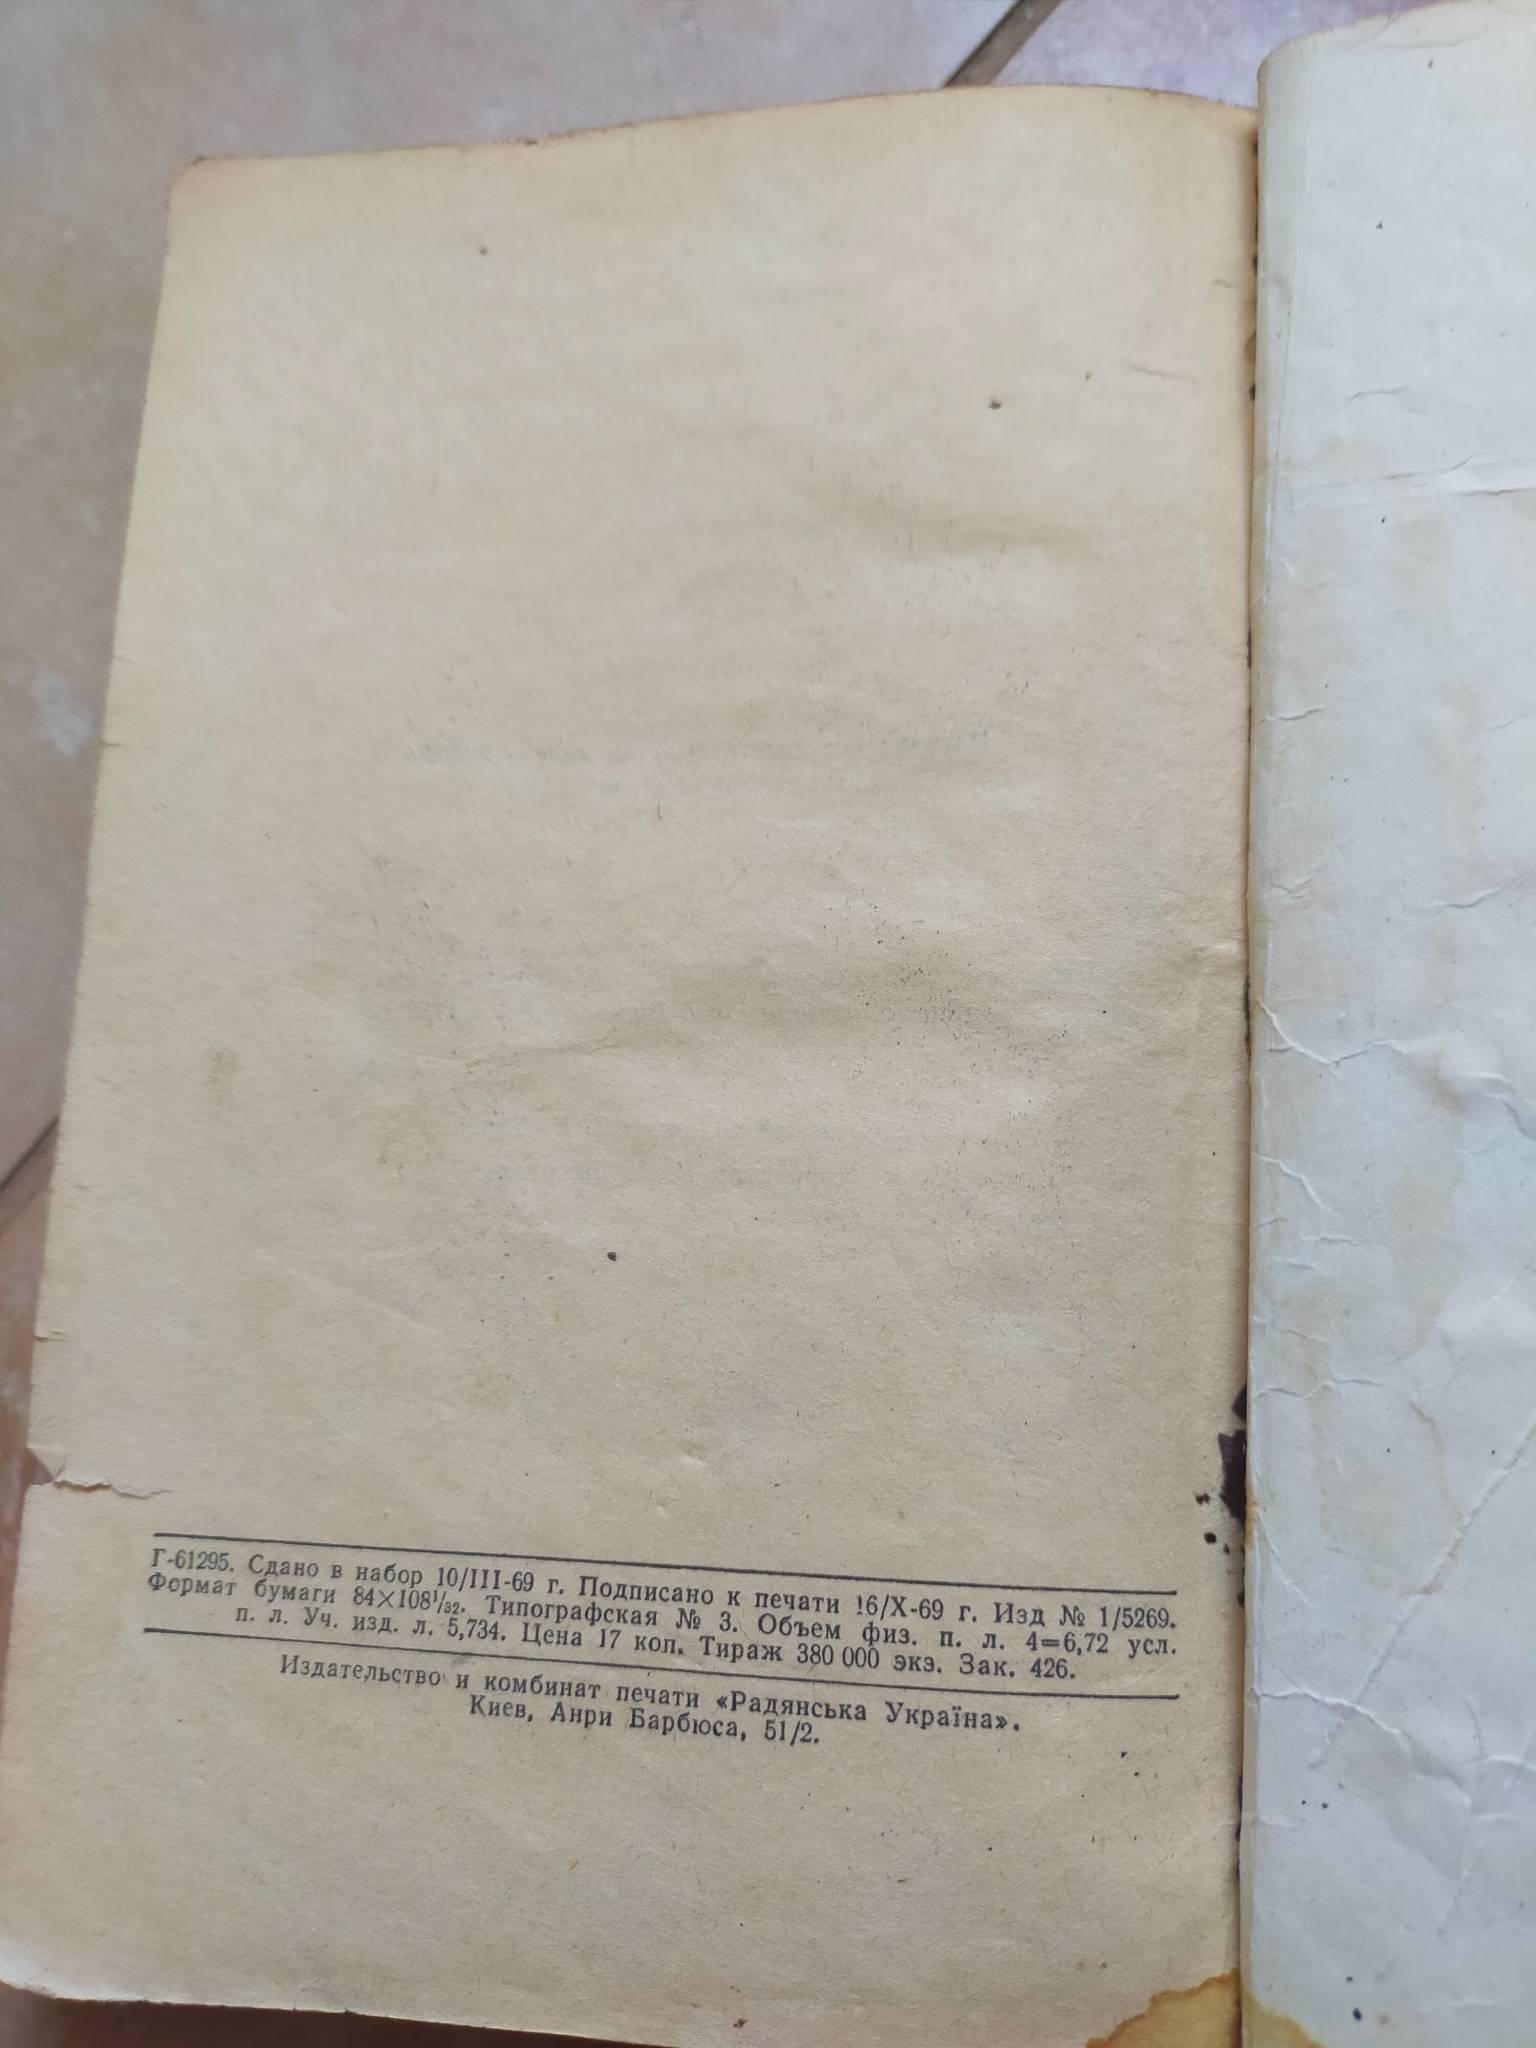 Г-61295. Сдано в набор 10/III-69 г. Подписано к печати 16/X-69 г. Изд № 1/5269.
Формат бумаги 84×108¹/₃₂. Типографская № 3. Объем физ. п. л. 4=6,72 усл.
п. л. Уч. изд. л. 5,734. Цена 17 коп. Тираж 380 000 экз. Зак. 426.
Издательство и комбинат печати «Радянська Україна».
Киев, Анри Барбюса, 51/2.